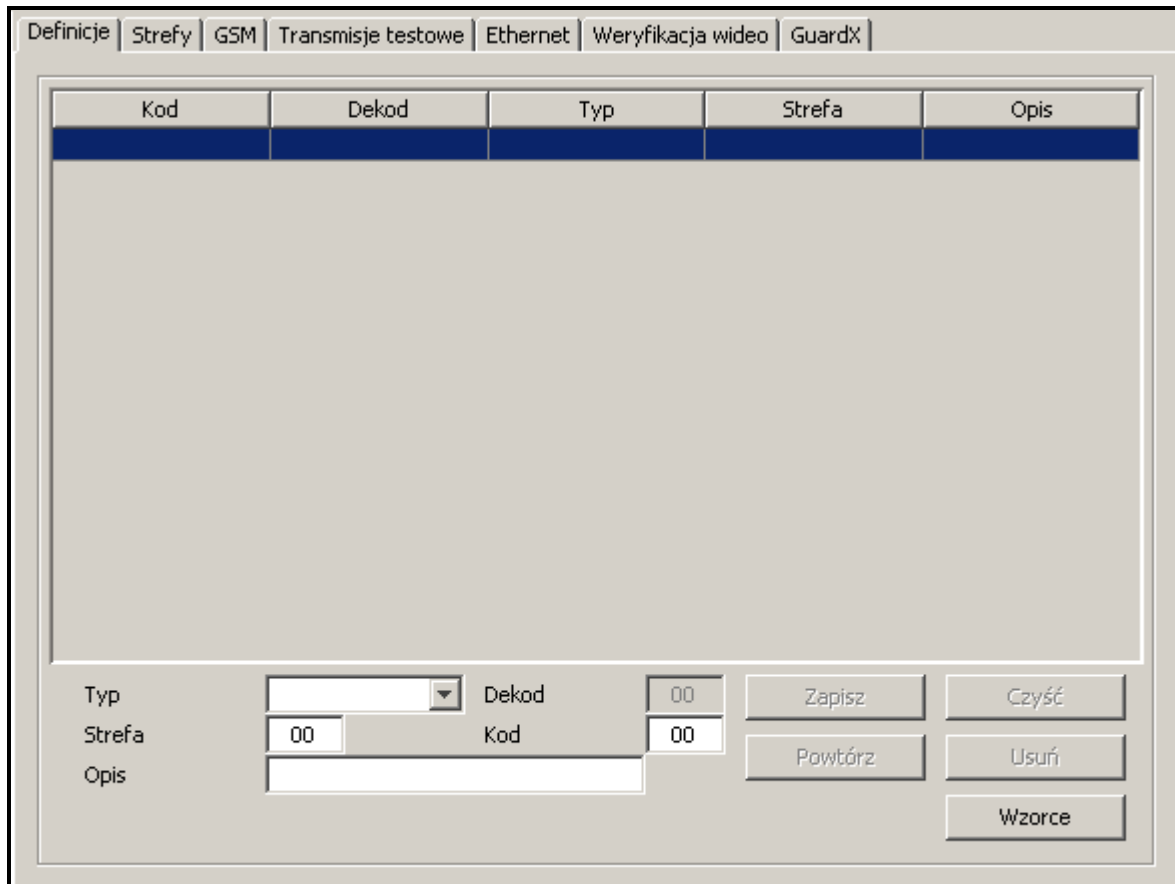 Definicje Strefy GSM Transmisje testowe Ethernet Weryfikacja wideo GuardX
Kod Dekod Typ Strefa Opis
Typ Dekod 00 Zapisz Czyść
Strefa 00 Kod 00
Powtórz Usuń
Opis
Wzorce